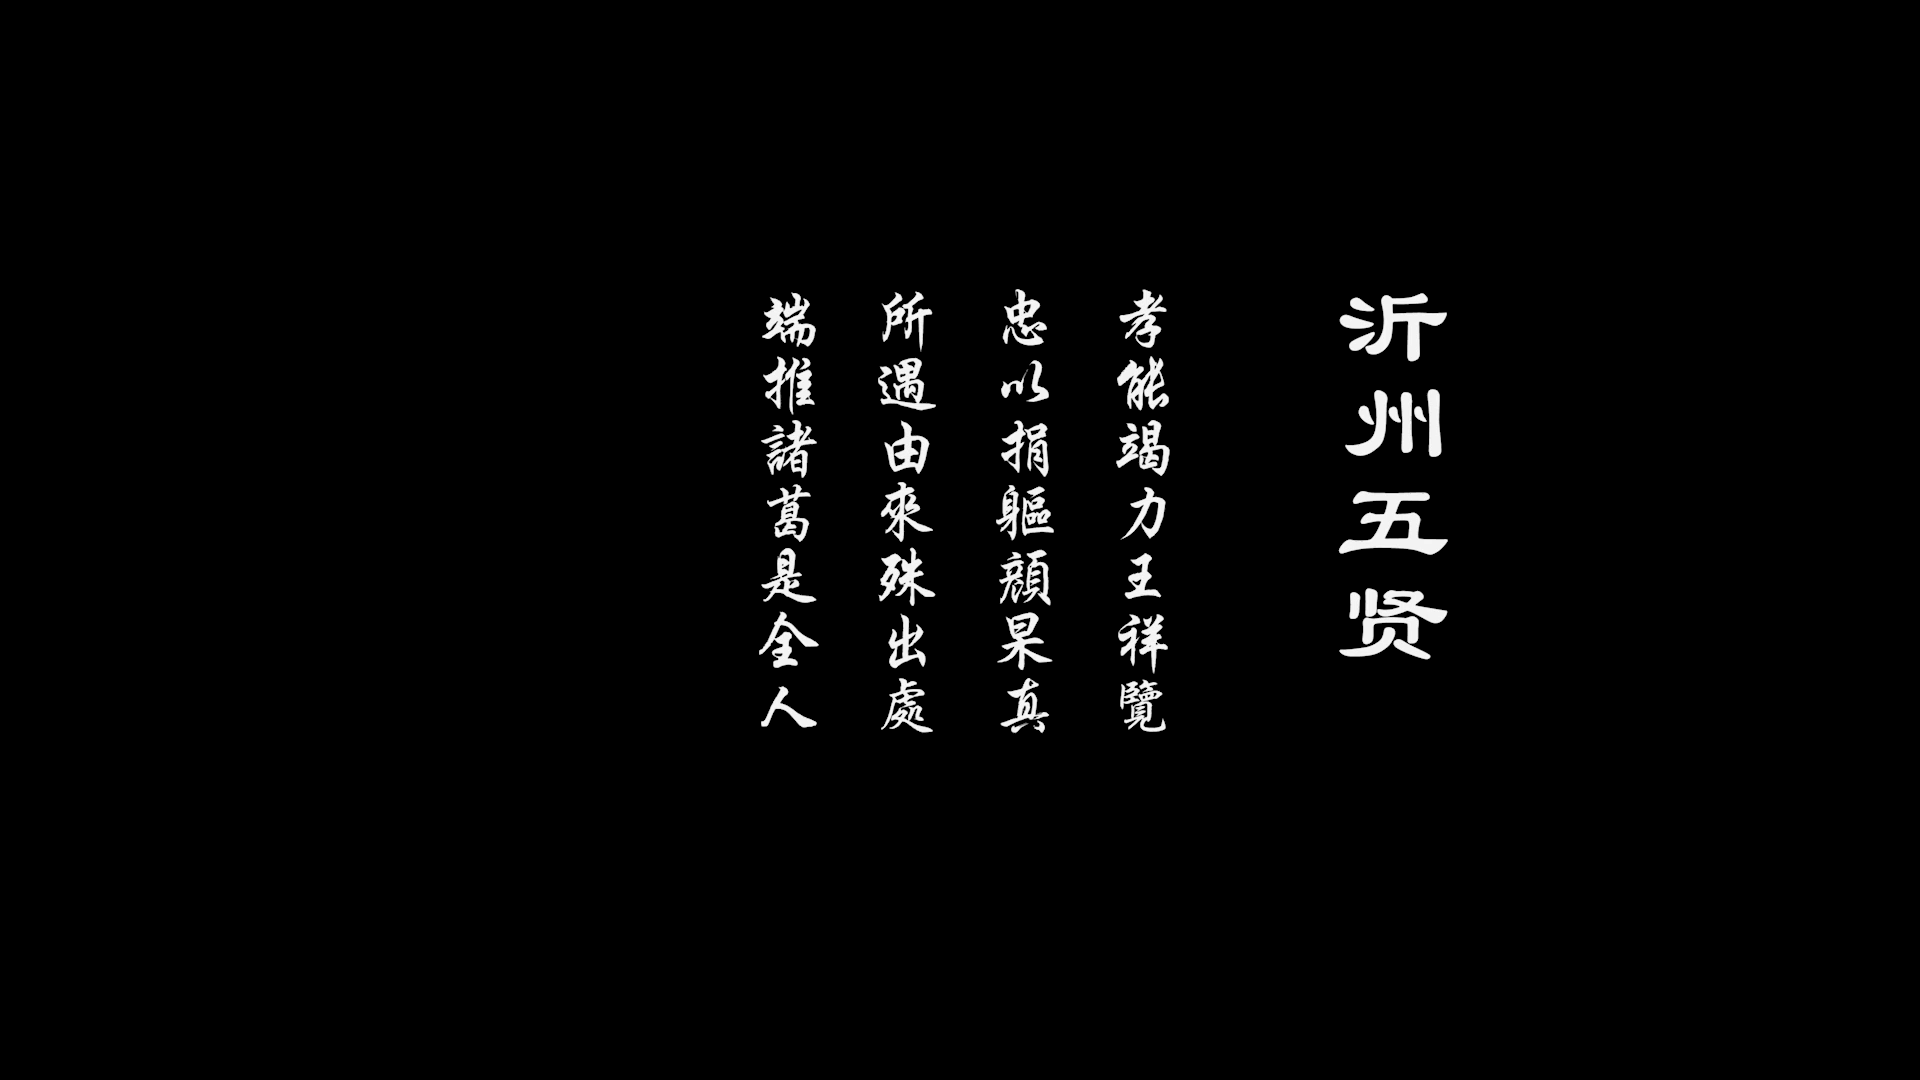 沂州五贤
孝能竭力王祥覽
忠以捐軀顔杲真
所遇由來殊出處
端推諸葛是全人